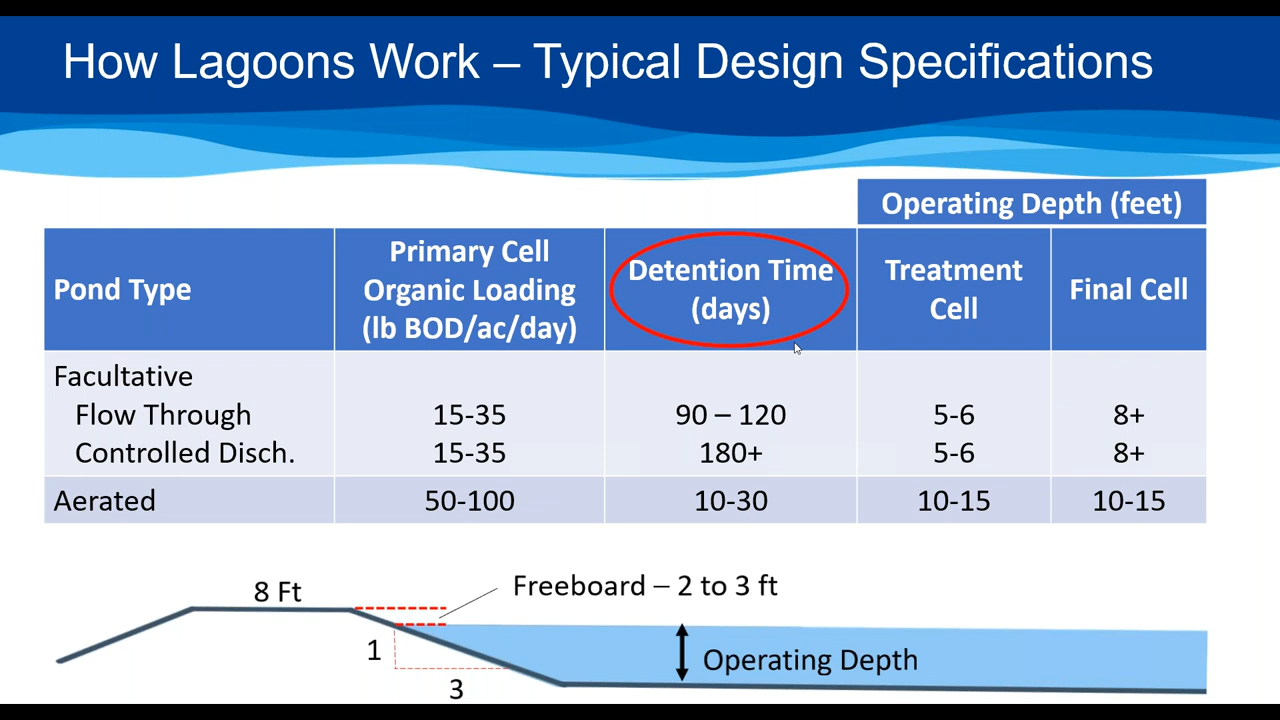 How Lagoons Work – Typical Design Specifications
Operating Depth (feet)
Pond Type
Primary Cell
Organic Loading
(lb BOD/ac/day)
Detention Time
(days)
Treatment
Cell
Final Cell
Facultative
Flow Through 15-35 90 – 120 5-6 8+
Controlled Disch. 15-35 180+ 5-6 8+
Aerated 50-100 10-30 10-15 10-15
8 Ft
Freeboard – 2 to 3 ft
1
Operating Depth
3